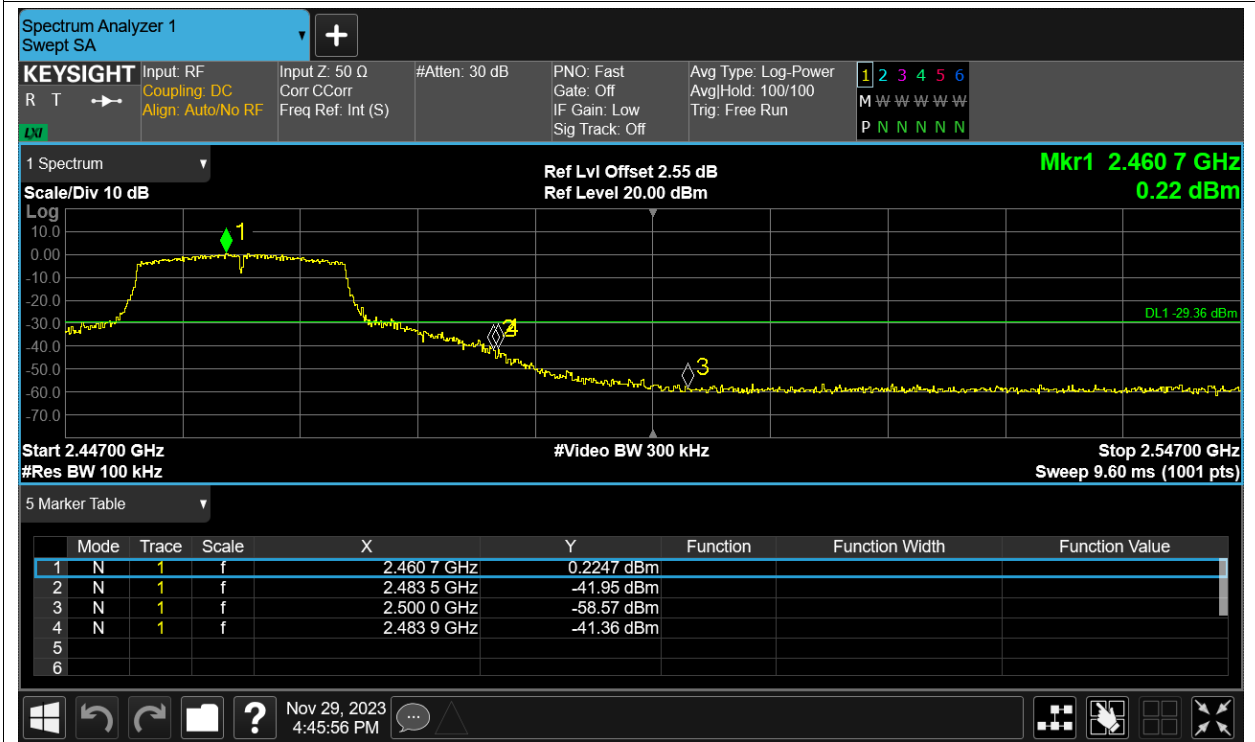 Spectrum Analyzer 1
Swept SA
KEYSIGHT Input: RF Input Z: 50 Ω #Atten: 30 dB PNO: Fast Avg Type: Log-Power 1 2 3 4 5 6
R T Coupling: DC Corr CCorr Gate: Off Avg|Hold: 100/100 M W W W W W
Align: Auto/No RF Freq Ref: Int (S) IF Gain: Low Trig: Free Run
LXI Sig Track: Off P N N N N N
1 Spectrum Ref Lvl Offset 2.55 dB Mkr1 2.460 7 GHz
Scale/Div 10 dB Ref Level 20.00 dBm 0.22 dBm
Log
10.0 1
0.00
-10.0
-20.0
-30.0 2 4 DL1 -29.36 dBm
-40.0
-50.0 3
-60.0
-70.0
Start 2.44700 GHz #Video BW 300 kHz Stop 2.54700 GHz
#Res BW 100 kHz Sweep 9.60 ms (1001 pts)
5 Marker Table
Mode Trace Scale X Y Function Function Width Function Value
1 N 1 f 2.460 7 GHz 0.2247 dBm
2 N 1 f 2.483 5 GHz -41.95 dBm
3 N 1 f 2.500 0 GHz -58.57 dBm
4 N 1 f 2.483 9 GHz -41.36 dBm
5
6
? Nov 29, 2023
4:45:56 PM